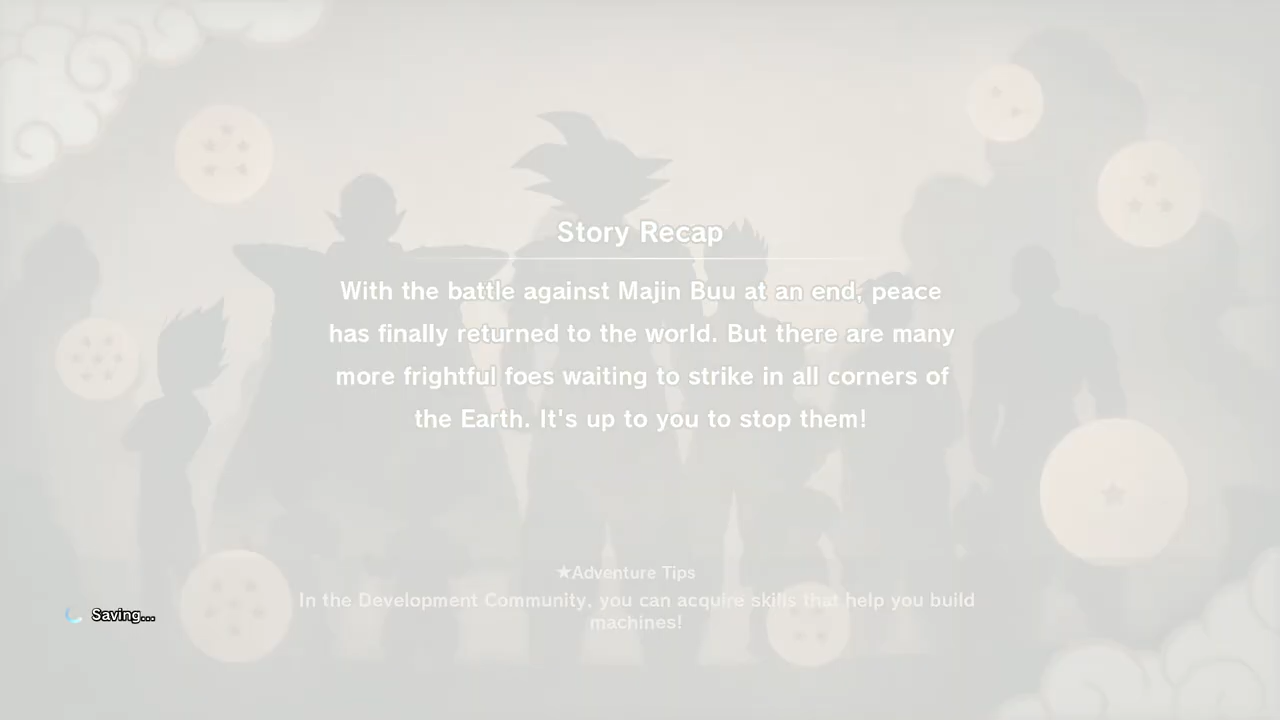 Story Recap
With the battle against Majin Buu at an end, peace
has finally returned to the world. But there are many
more frightful foes waiting to strike in all corners of
the Earth. It's up to you to stop them!
★Adventure Tips
In the Development Community, you can acquire skills that help you build
machines!
Saving...